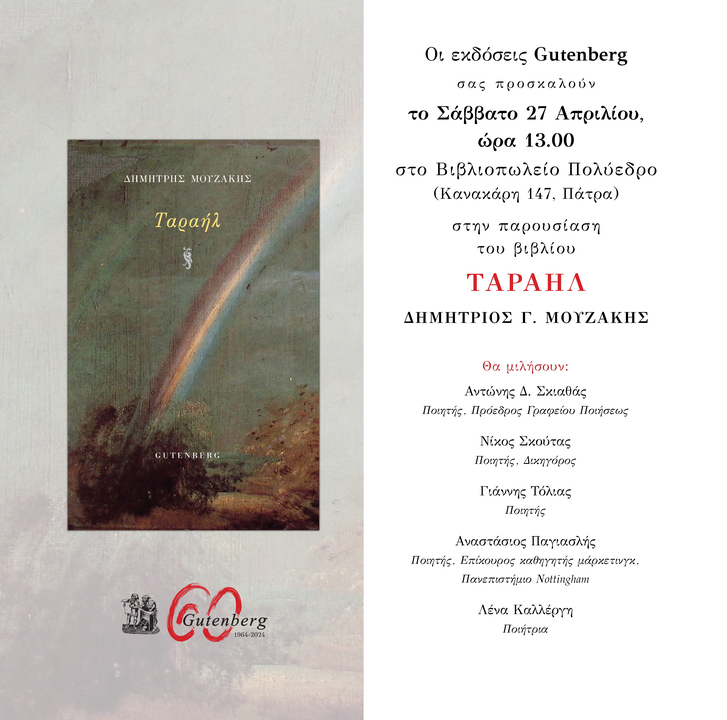 ΔΗΜΗΤΡΗΣ ΜΟΥΖΑΚΗΣ
Ταραήλ
GUTENBERG
60
Gutenberg
1964-2024
Οι εκδόσεις Gutenberg
σας προσκαλούν
το Σάββατο 27 Απριλίου,
ώρα 13.00
στο Βιβλιοπωλείο Πολύεδρο
(Κανακάρη 147, Πάτρα)
στην παρουσίαση
του βιβλίου
ΤΑΡΑΗΛ
ΔΗΜΗΤΡΙΟΣ Γ. ΜΟΥΖΑΚΗΣ
Θα μιλήσουν:
Αντώνης Δ. Σκιαθάς
Ποιητής. Πρόεδρος Γραφείου Ποιήσεως
Νίκος Σκούτας
Ποιητής. Δικηγόρος
Γιάννης Τόλιας
Ποιητής
Αναστάσιος Παγιασλής
Ποιητής. Επίκουρος καθηγητής μάρκετινγκ.
Πανεπιστήμιο Nottingham
Λένα Καλλέργη
Ποιήτρια